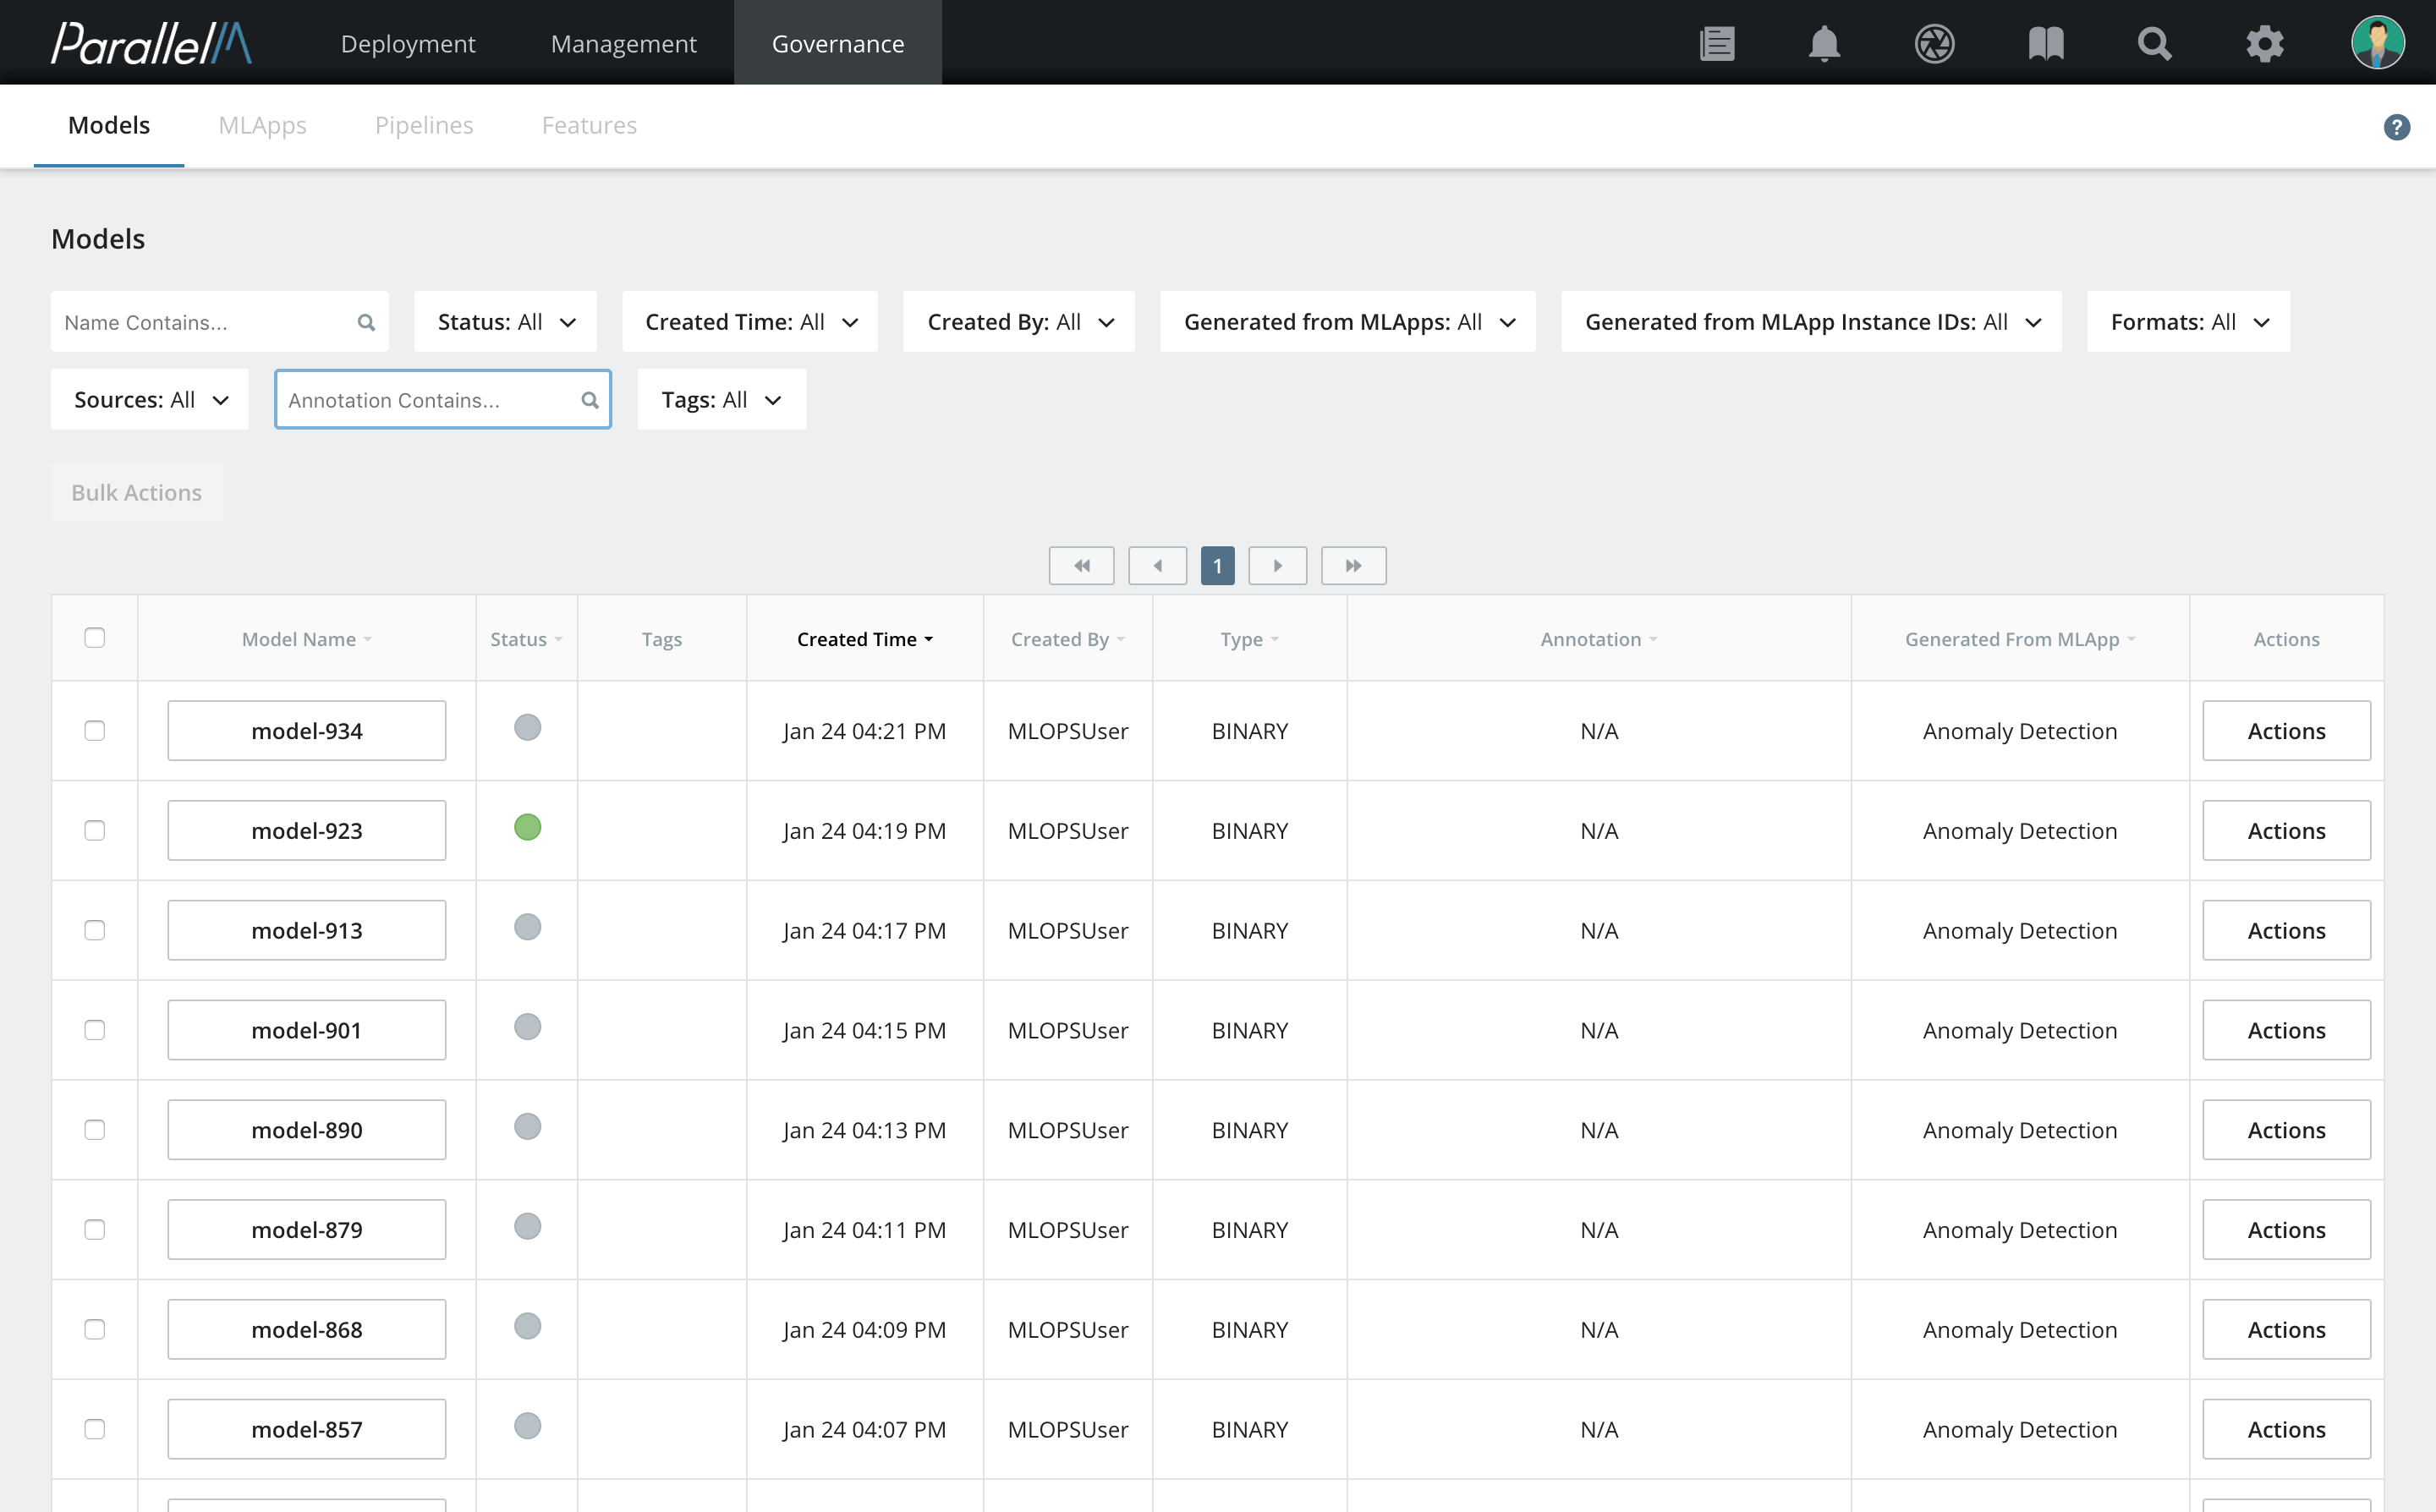 ParallelM Deployment Management Governance
Models MLApps Pipelines Features ?
Models
Name Contains... Status: All Created Time: All Created By: All Generated from MLApps: All Generated from MLApp Instance IDs: All Formats: All
Sources: All Annotation Contains... Tags: All
Bulk Actions
1
Model Name Status Tags Created Time Created By Type Annotation Generated From MLApp Actions
model-934 Jan 24 04:21 PM MLOPSUser BINARY N/A Anomaly Detection Actions
model-923 Jan 24 04:19 PM MLOPSUser BINARY N/A Anomaly Detection Actions
model-913 Jan 24 04:17 PM MLOPSUser BINARY N/A Anomaly Detection Actions
model-901 Jan 24 04:15 PM MLOPSUser BINARY N/A Anomaly Detection Actions
model-890 Jan 24 04:13 PM MLOPSUser BINARY N/A Anomaly Detection Actions
model-879 Jan 24 04:11 PM MLOPSUser BINARY N/A Anomaly Detection Actions
model-868 Jan 24 04:09 PM MLOPSUser BINARY N/A Anomaly Detection Actions
model-857 Jan 24 04:07 PM MLOPSUser BINARY N/A Anomaly Detection Actions